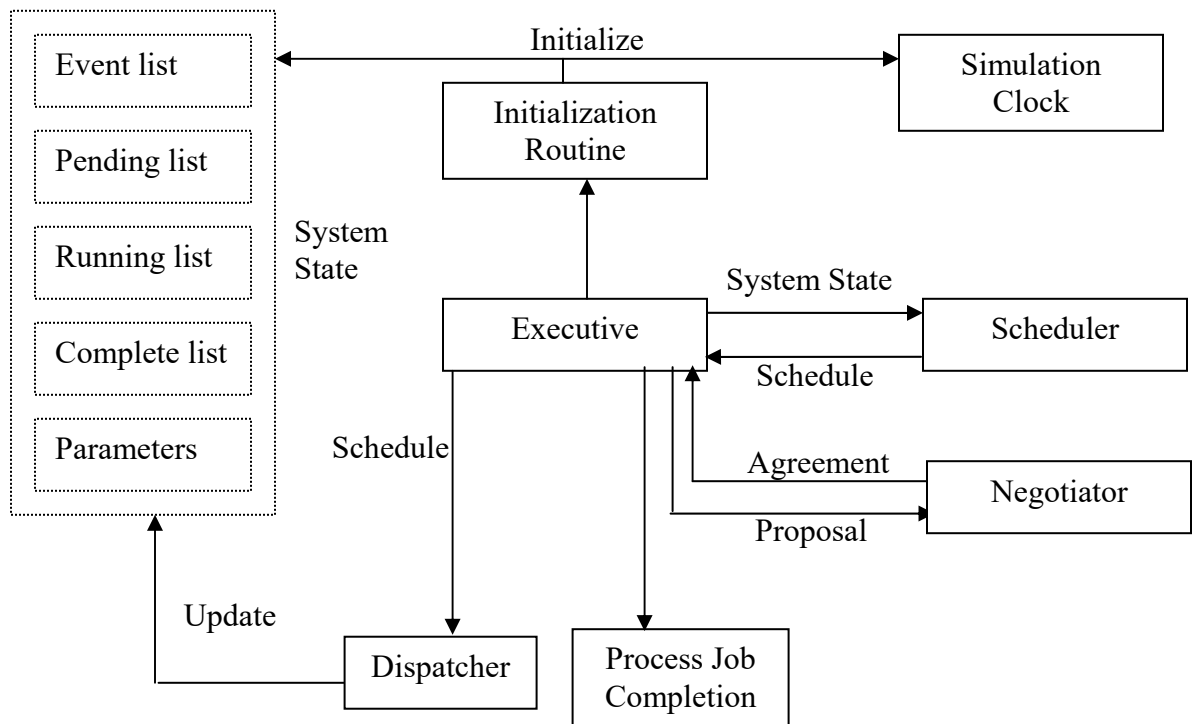 Initialize
Event list
Simulation
Clock
Initialization
Routine
Pending list
System
State
Running list
System State
Executive
Scheduler
Complete list
Schedule
Parameters
Schedule
Agreement
Negotiator
Proposal
Update
Dispatcher
Process Job
Completion